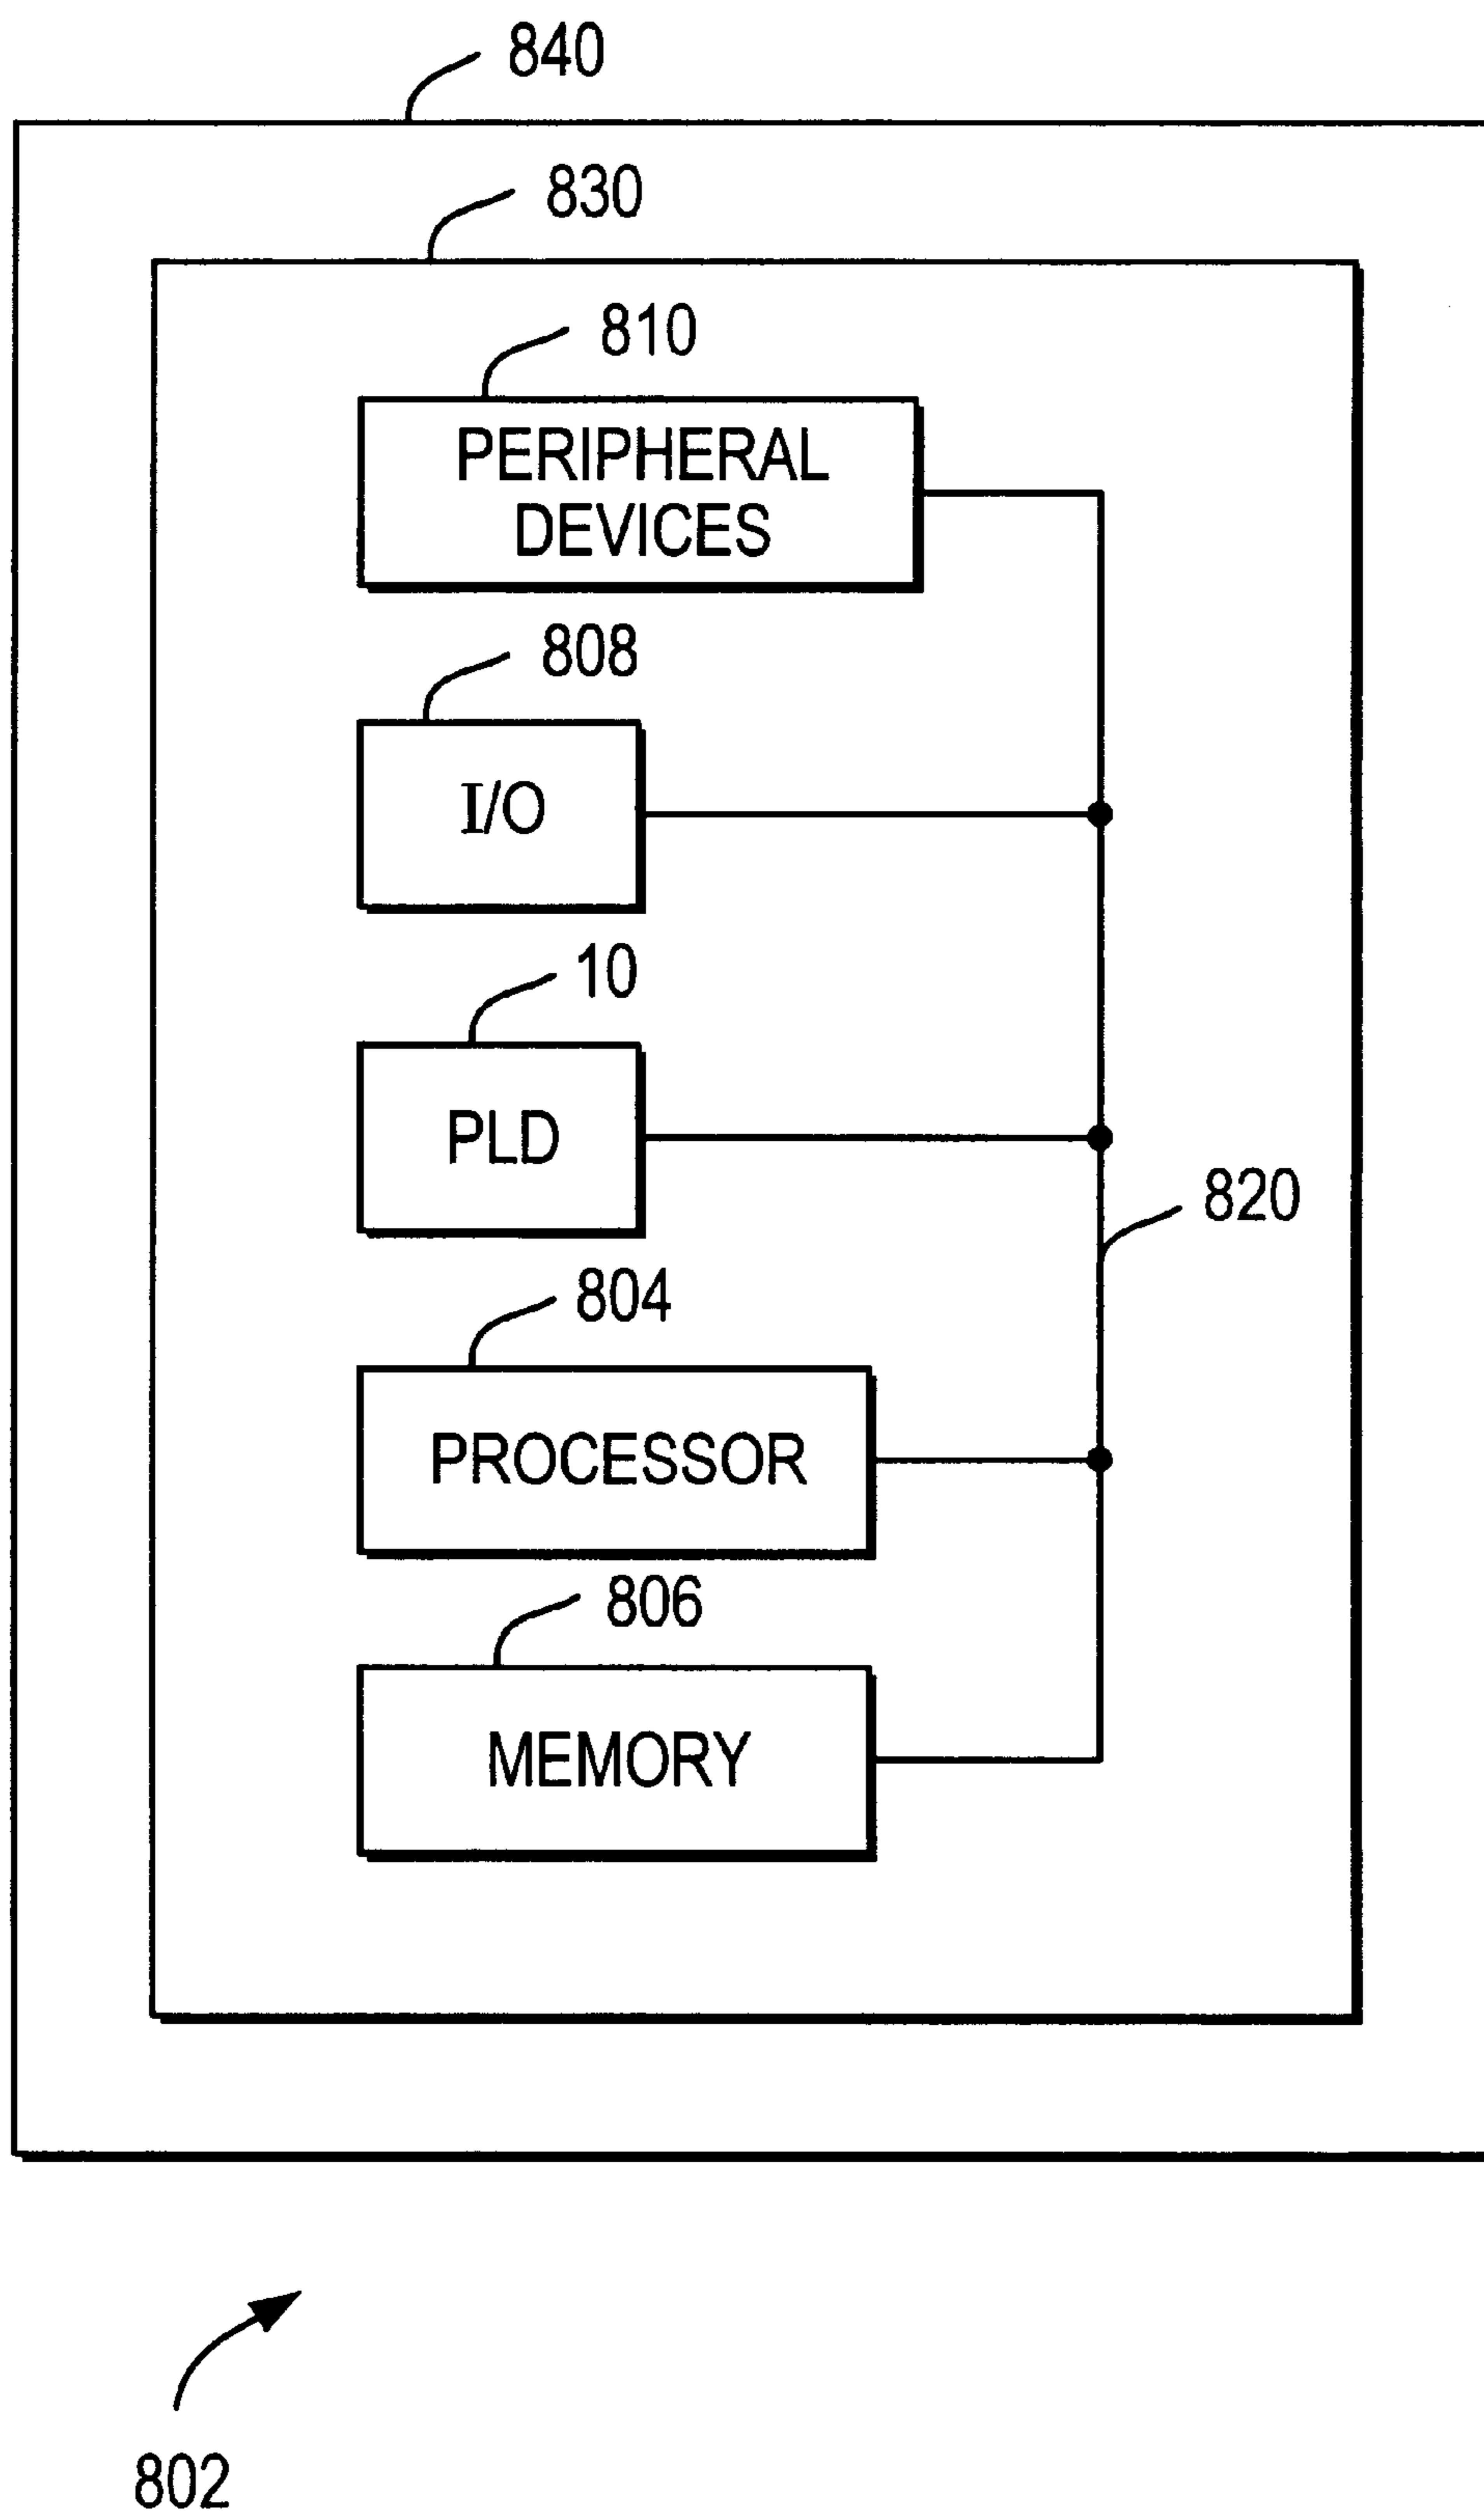 840
830
810
PERIPHERAL
DEVICES
808
I/O
10
PLD
820
804
PROCESSOR
806
MEMORY
802